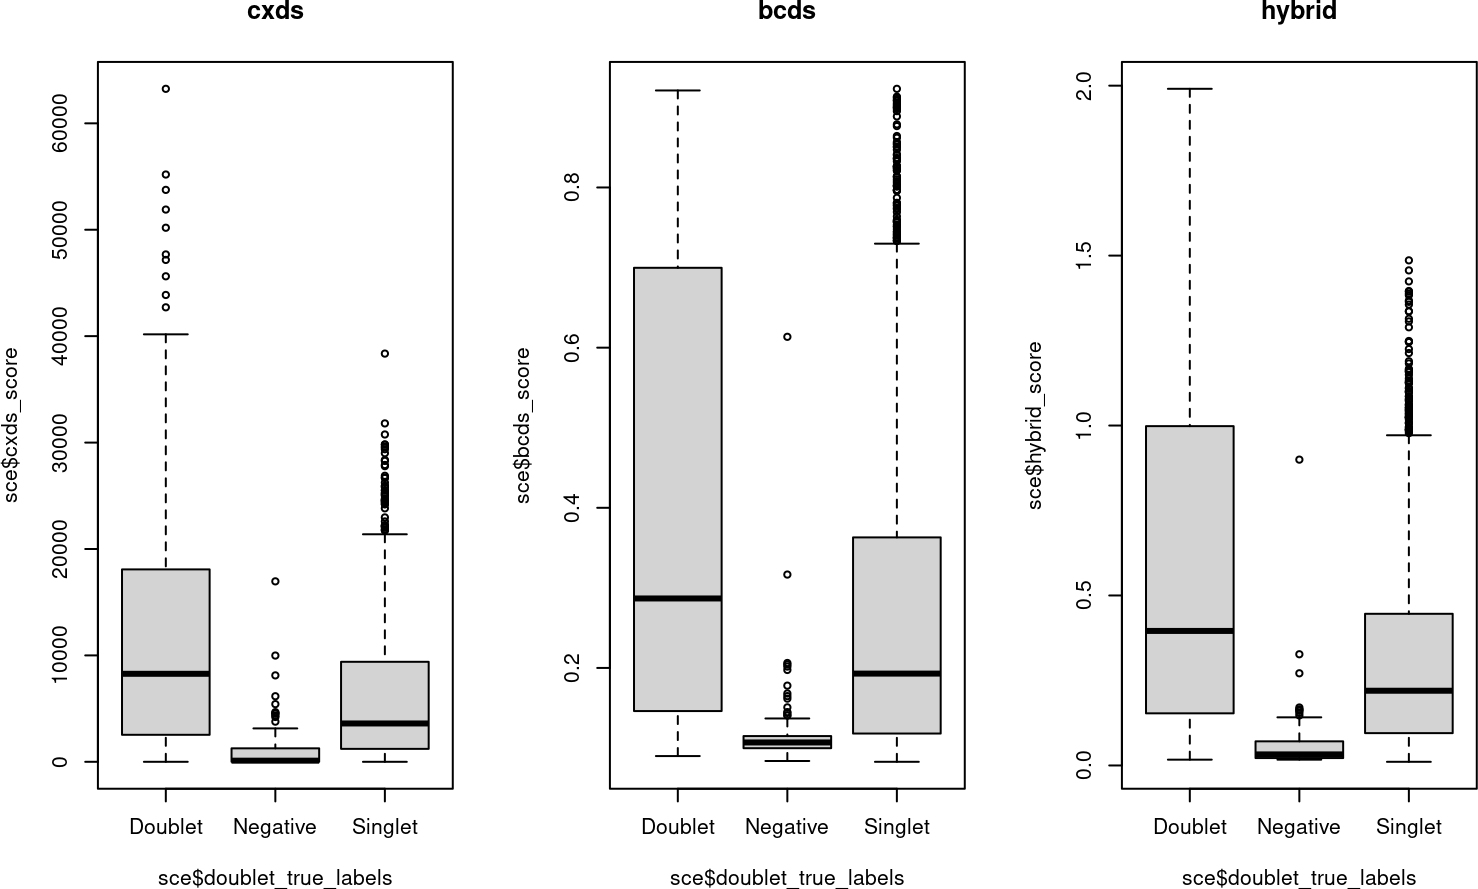 cxds
sce$cxds_score
60000
50000
40000
30000
20000
10000
0
Doublet Negative Singlet
sce$doublet_true_labels
bcds
sce$bcds_score
0.8
0.6
0.4
0.2
Doublet Negative Singlet
sce$doublet_true_labels
hybrid
sce$hybrid_score
2.0
1.5
1.0
0.5
0.0
Doublet Negative Singlet
sce$doublet_true_labels